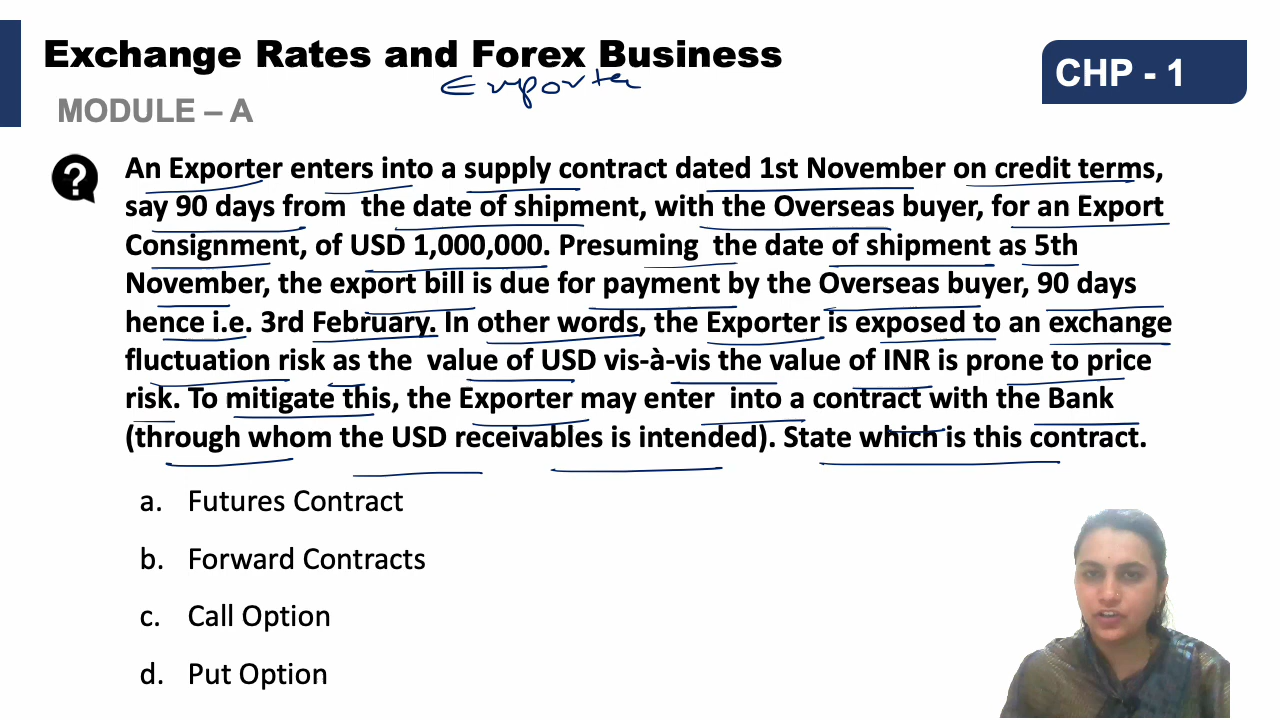 Exchange Rates and Forex Business
Exporter
CHP - 1
MODULE – A
?
An Exporter enters into a supply contract dated 1st November on credit terms,
say 90 days from the date of shipment, with the Overseas buyer, for an Export
Consignment, of USD 1,000,000. Presuming the date of shipment as 5th
November, the export bill is due for payment by the Overseas buyer, 90 days
hence i.e. 3rd February. In other words, the Exporter is exposed to an exchange
fluctuation risk as the value of USD vis-à-vis the value of INR is prone to price
risk. To mitigate this, the Exporter may enter into a contract with the Bank
(through whom the USD receivables is intended). State which is this contract.
a. Futures Contract
b. Forward Contracts
c. Call Option
d. Put Option